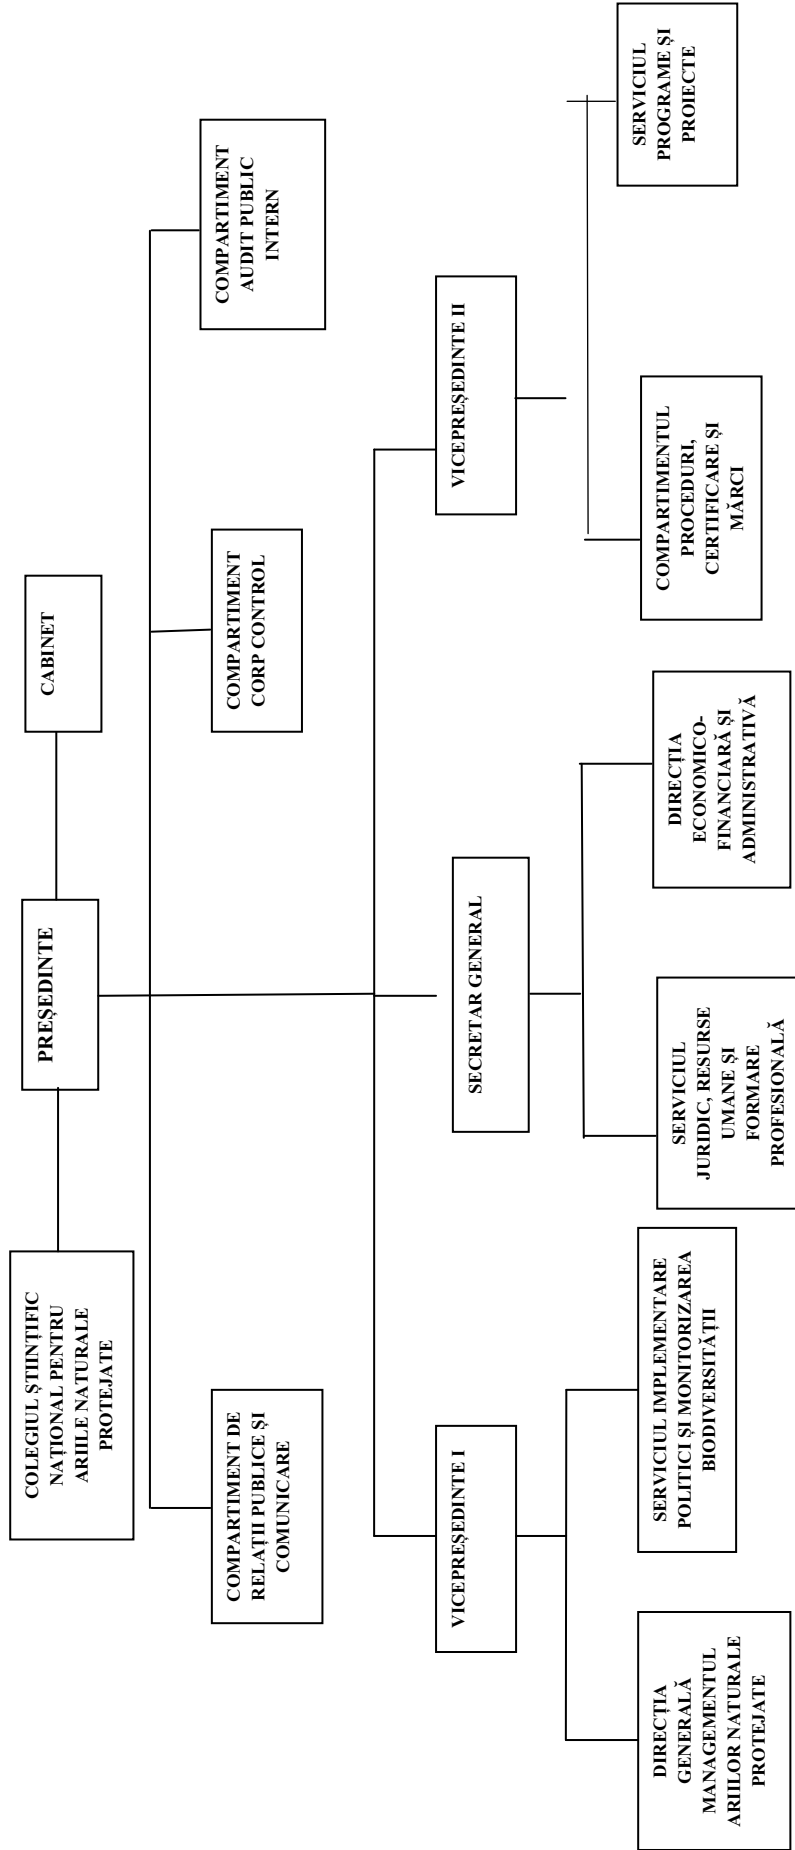 COLEGIUL ȘTIINȚIFIC
NAȚIONAL PENTRU
ARIILE NATURALE
PROTEJATE
PREȘEDINTE
CABINET
COMPARTIMENT DE
RELAȚII PUBLICE ȘI
COMUNICARE
COMPARTIMENT
CORP CONTROL
COMPARTIMENT
AUDIT PUBLIC
INTERN
VICEPREȘEDINTE I
SECRETAR GENERAL
VICEPREȘEDINTE II
DIRECȚIA
GENERALĂ
MANAGEMENTUL
ARIILOR NATURALE
PROTEJATE
SERVICIUL IMPLEMENTARE
POLITICI ȘI MONITORIZAREA
BIODIVERSITĂȚII
SERVICIUL
JURIDIC, RESURSE
UMANE ȘI
FORMARE
PROFESIONALĂ
DIRECȚIA
ECONOMICO-
FINANCIARĂ ȘI
ADMINISTRATIVĂ
COMPARTIMENTUL
PROCEDURI,
CERTIFICARE ȘI
MĂRCI
SERVICIUL
PROGRAME ȘI
PROIECTE